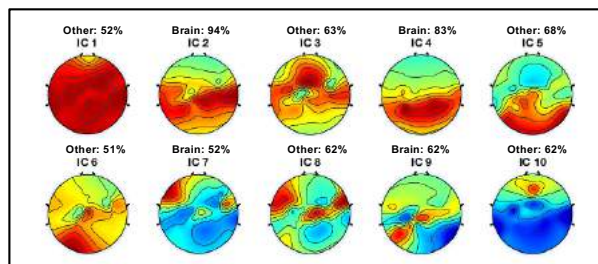 Other: 52% Brain: 94% Other: 63% Brain: 83% Other: 68%
IC 1 IC 2 IC 3 IC 4 IC 5
Other: 51% Brain: 52% Other: 62% Brain: 62% Other: 62%
IC 6 IC 7 IC 8 IC 9 IC 10